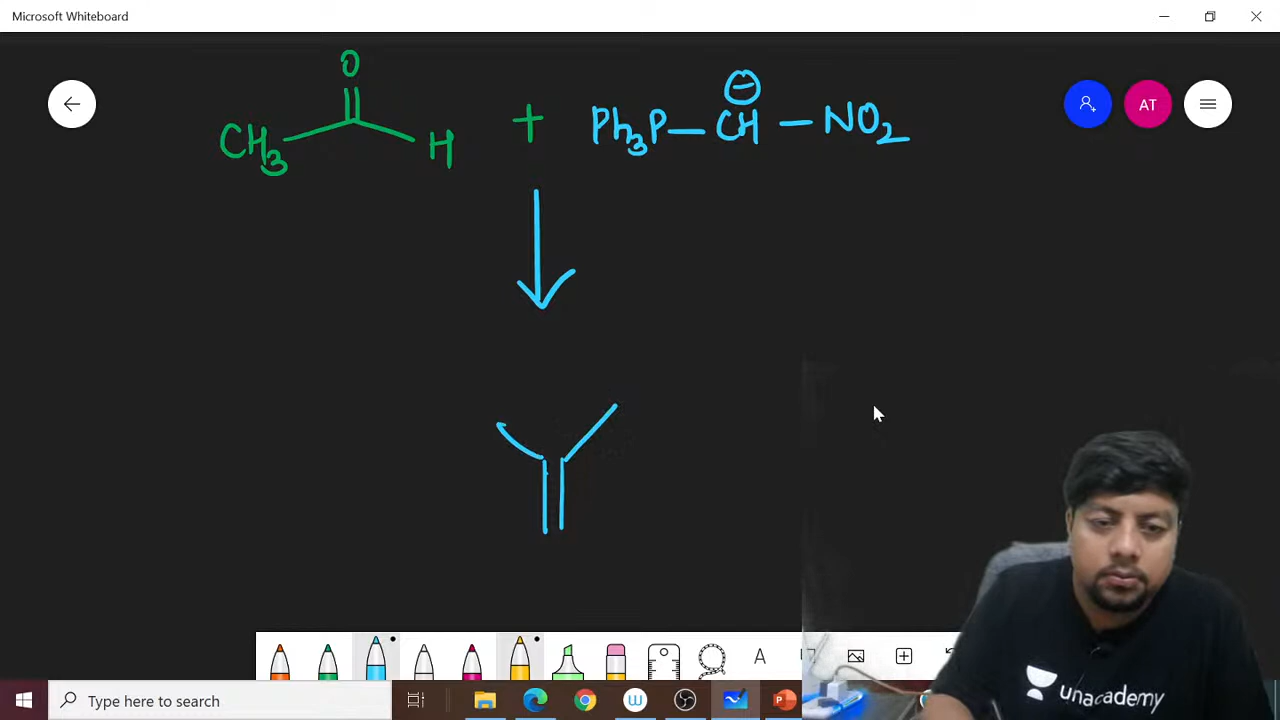 Microsoft Whiteboard
O
CH3 H + Ph3P—CH—NO2
⊖
AT
A
Type here to search
unacademy